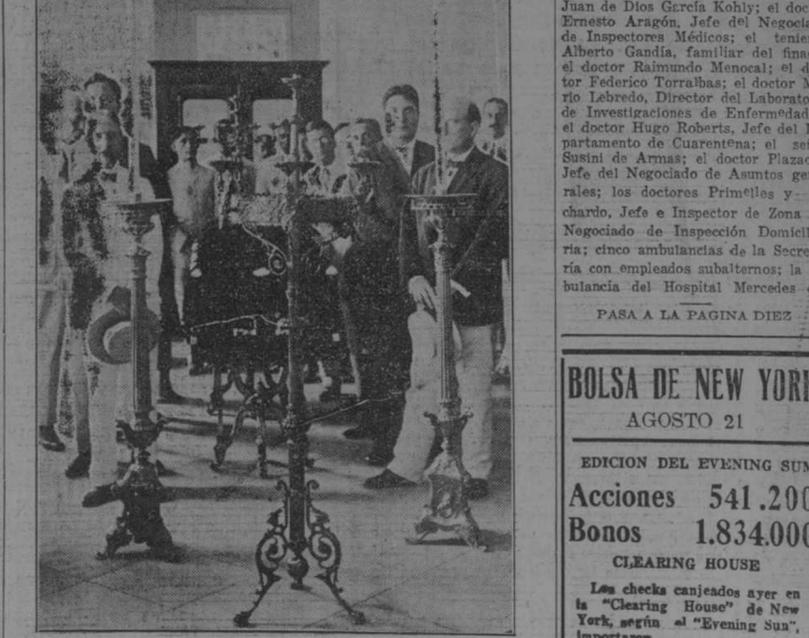 Juan de Dios García Kohly; el doc
Ernesto Aragón, Jefe del Negocia
de Inspectores Médicos; el tenien
Alberto Gandía, familiar del fina
el doctor Raimundo Menocal; el d
tor Federico Torralbas; el doctor M
rio Lebredo, Director del Laborato
de Investigaciones de Enfermedad
el doctor Hugo Roberts, Jefe del
partamento de Cuarentena; el señ
Susini de Armas; el doctor Plazao
Jefe del Negociado de Asuntos ge
rales; los doctores Primelles y
chardo, Jefe e Inspector de Zona
Negociado de Inspección Domicil
ria; cinco ambulancias de la Secre
ría con empleados subalternos; la
bulancia del Hospital Mercedes
PASA A LA PAGINA DIEZ
BOLSA DE NEW YORK
AGOSTO 21
EDICION DEL EVENING SUN
Acciones 541.200
Bonos 1.834.000
CLEARING HOUSE
Los checks canjeados ayer en
la "Clearing House" de New
York, según el "Evening Sun",
importaron